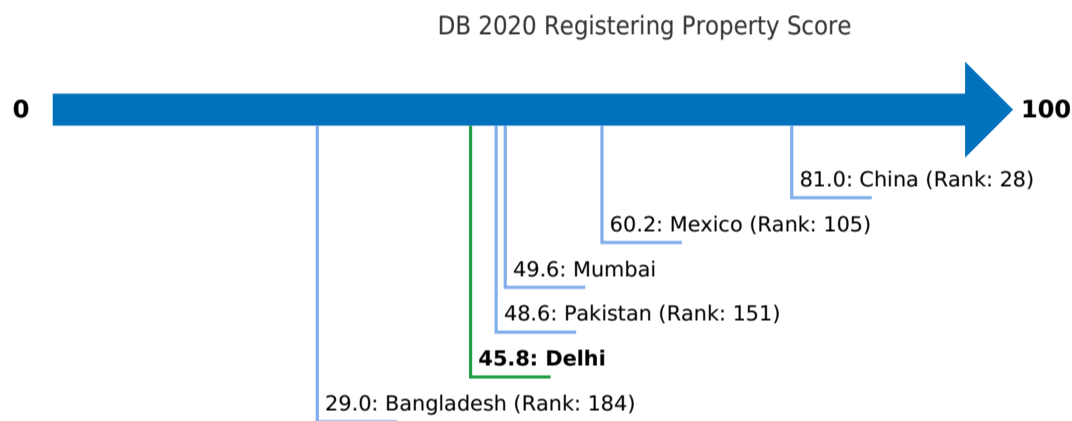 DB 2020 Registering Property Score
0
100
81.0: China (Rank: 28)
60.2: Mexico (Rank: 105)
49.6: Mumbai
48.6: Pakistan (Rank: 151)
45.8: Delhi
29.0: Bangladesh (Rank: 184)